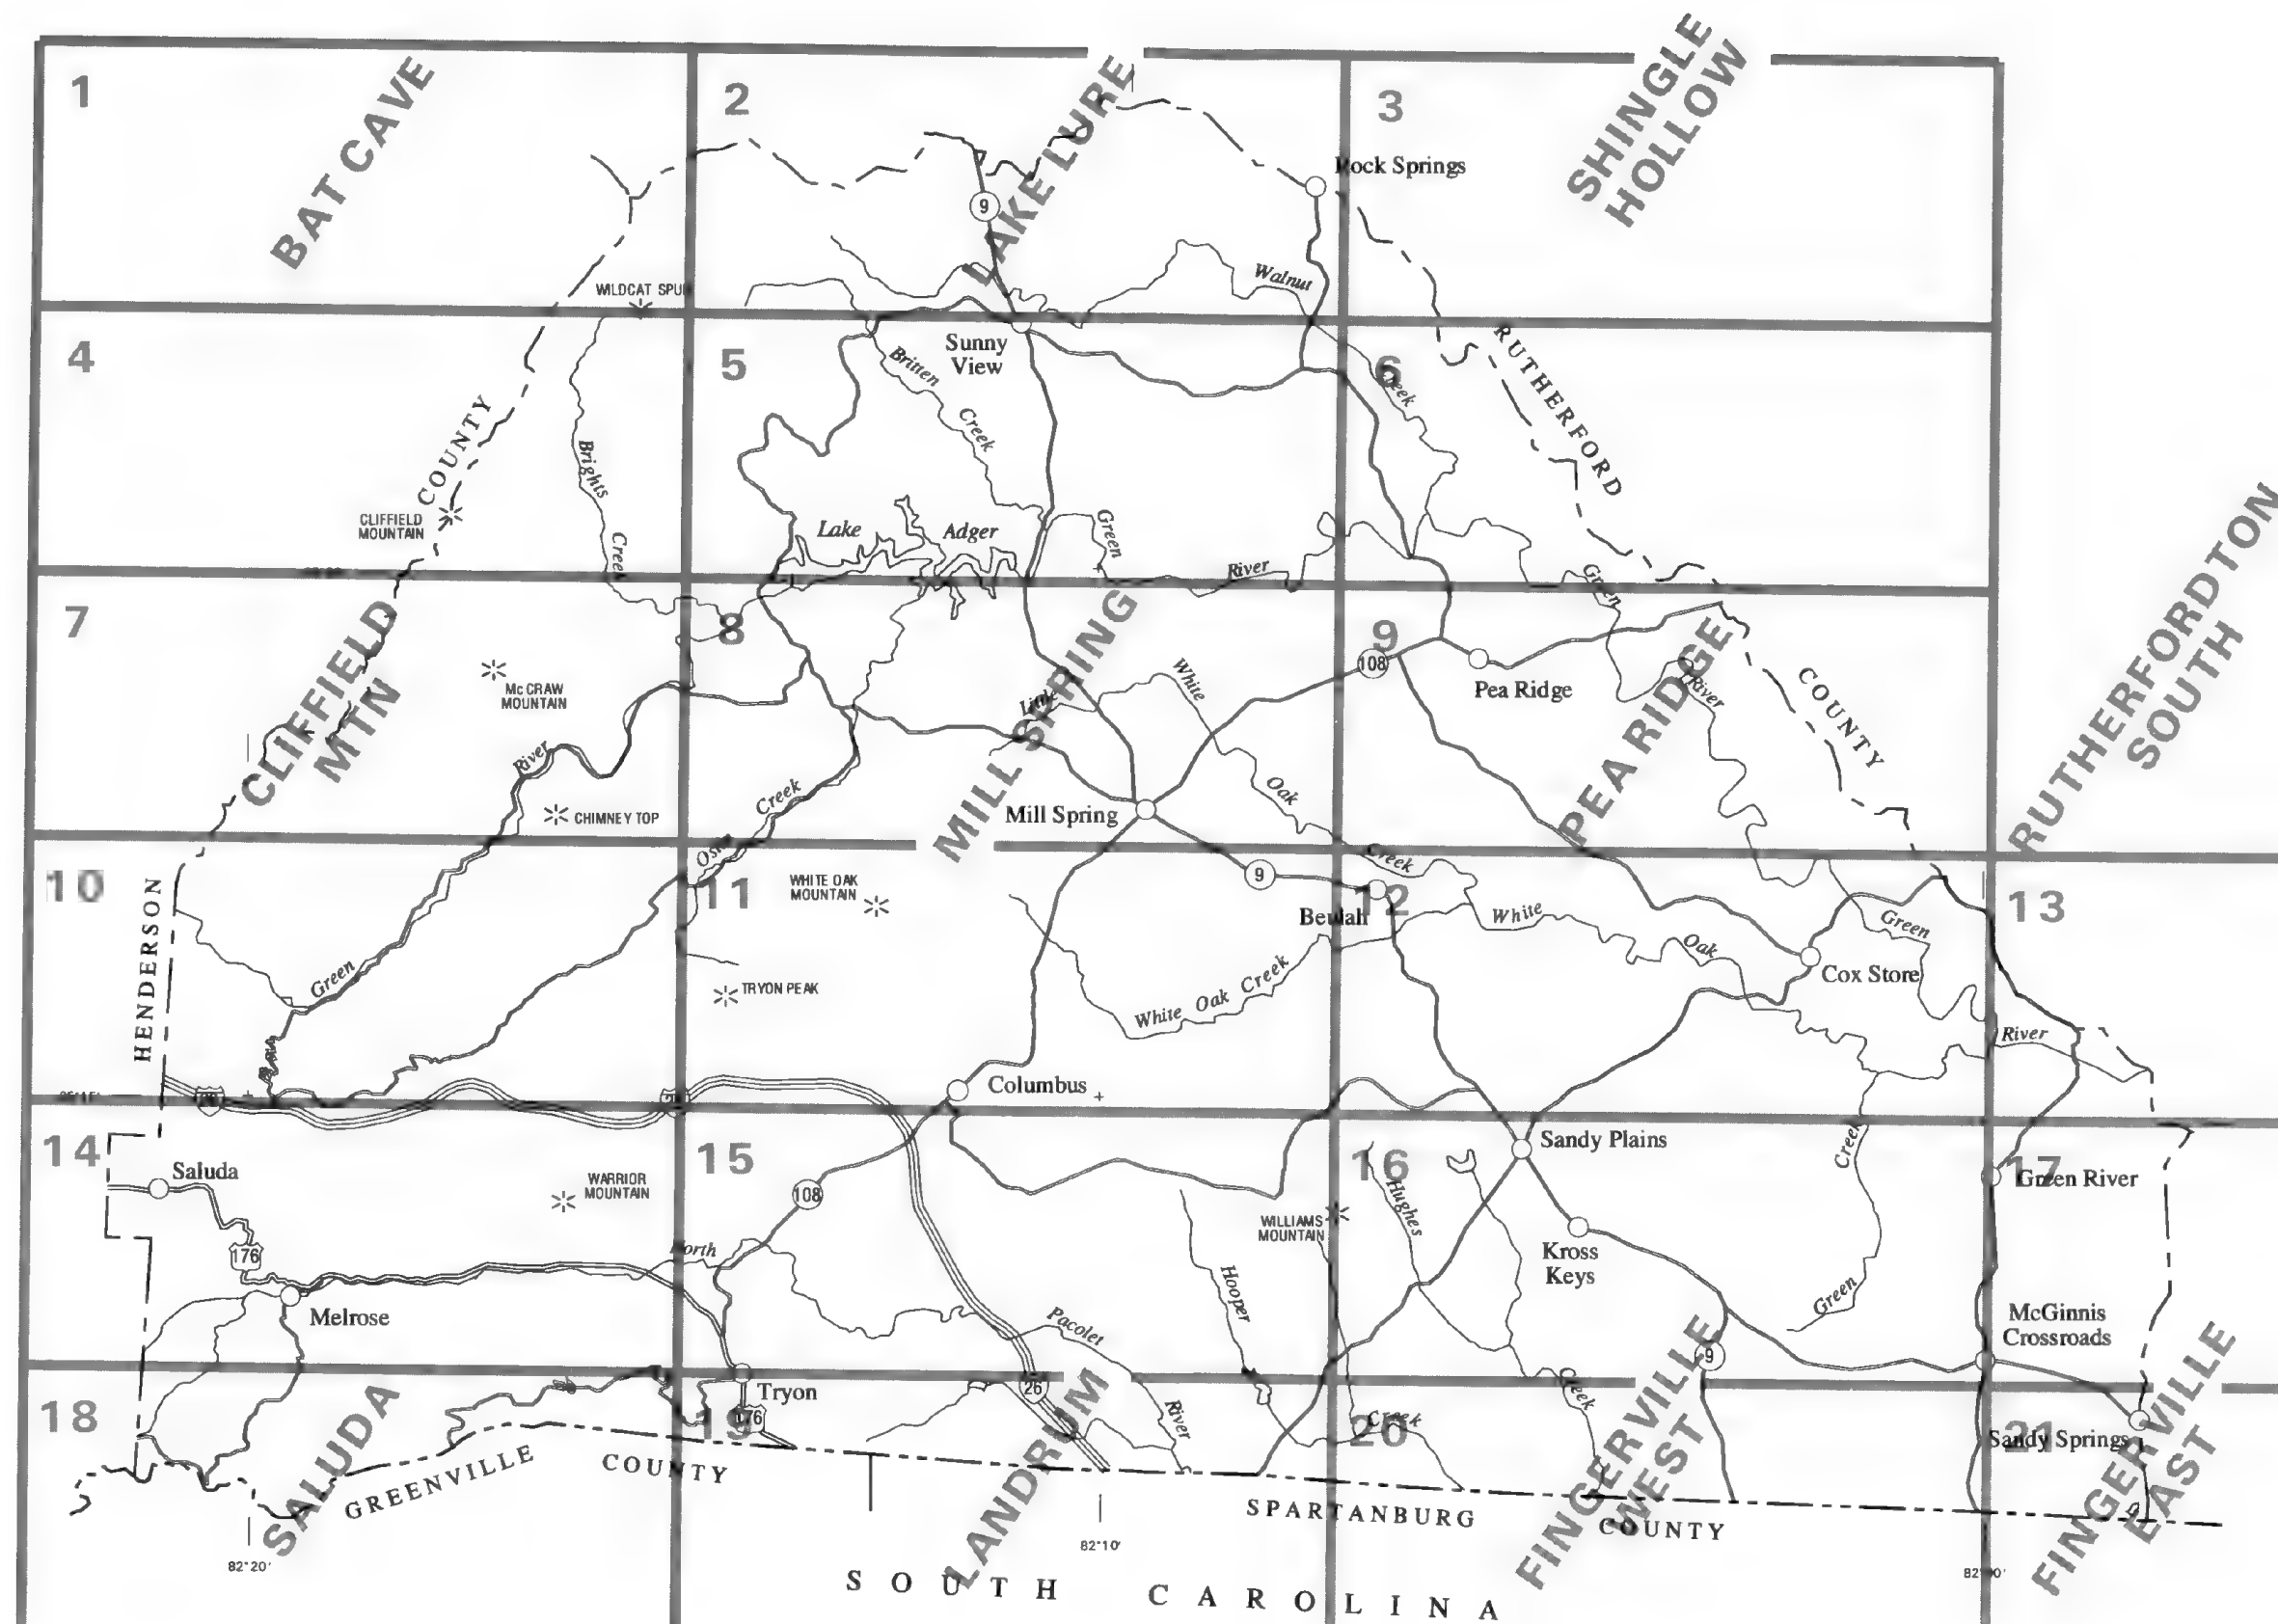 1
2
3
BAT CAVE
LAKE LURE
SHINGLE
HOLLOW
Rock Springs
9
Walnut
WILDCAT SPUR
4
5
6
Sunny
View
Britten
Creek
Creek
RUTHERFORD
COUNTY
Brights
Creek
CLIFFIELD
MOUNTAIN
Lake
Adger
Green
River
Green
7
8
9
108
CLIFFIELD
MTN
Mc CRAW
MOUNTAIN
White
Little
MILL SPRING
Pea Ridge
River
PEA RIDGE
COUNTY
RUTHERFORDTON
SOUTH
River
Creek
Oak
CHIMNEY TOP
Mill Spring
10
11
12
13
WHITE OAK
MOUNTAIN
9
Creek
Beulah
White
Oak
Green
HENDERSON
Green
TRYON PEAK
White Oak Creek
Cox Store
River
Columbus
14
15
16
17
Saluda
WARRIOR
MOUNTAIN
108
Sandy Plains
Creek
Green River
176
North
WILLIAMS
MOUNTAIN
Hughes
Hooper
Kross
Keys
Green
Melrose
Pacolet
McGinnis
Crossroads
9
18
19
20
21
Tryon
26
176
River
Creek
Creek
Sandy Springs
SALUDA
GREENVILLE
COUNTY
LANDRUM
SPARTANBURG
COUNTY
FINGERVILLE
WEST
FINGERVILLE
EAST
9
82°20'
82°10'
SOUTH CAROLINA